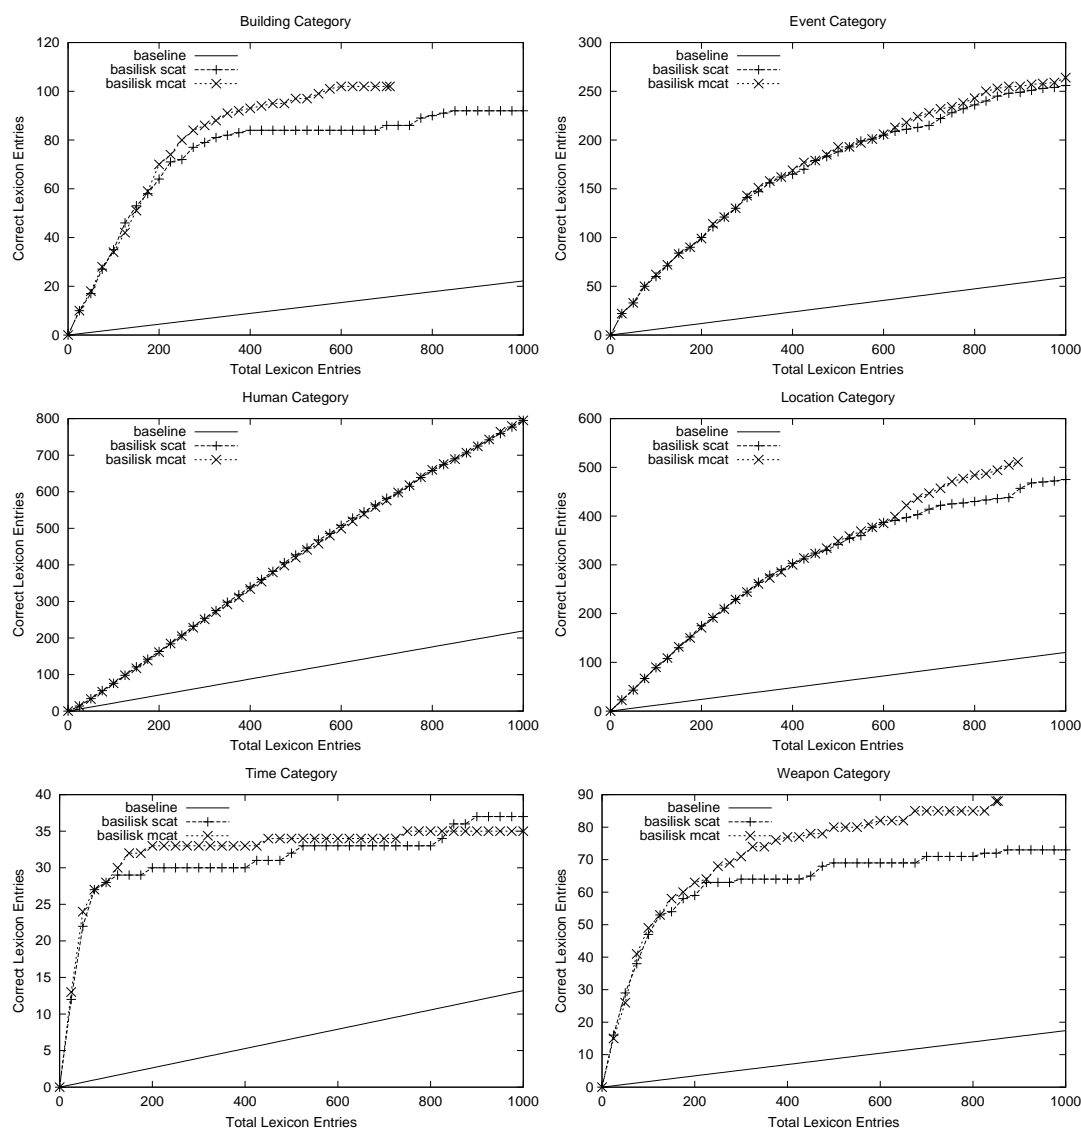 Building Category
Correct Lexicon Entries
120
100
80
60
40
20
0
baseline
basilisk scat
basilisk mcat
0 200 400 600 800 1000
Total Lexicon Entries
Event Category
Correct Lexicon Entries
300
250
200
150
100
50
0
baseline
basilisk scat
basilisk mcat
0 200 400 600 800 1000
Total Lexicon Entries
Human Category
Correct Lexicon Entries
800
700
600
500
400
300
200
100
0
baseline
basilisk scat
basilisk mcat
0 200 400 600 800 1000
Total Lexicon Entries
Location Category
Correct Lexicon Entries
600
500
400
300
200
100
0
baseline
basilisk scat
basilisk mcat
0 200 400 600 800 1000
Total Lexicon Entries
Time Category
Correct Lexicon Entries
40
35
30
25
20
15
10
5
0
baseline
basilisk scat
basilisk mcat
0 200 400 600 800 1000
Total Lexicon Entries
Weapon Category
Correct Lexicon Entries
90
80
70
60
50
40
30
20
10
0
baseline
basilisk scat
basilisk mcat
0 200 400 600 800 1000
Total Lexicon Entries